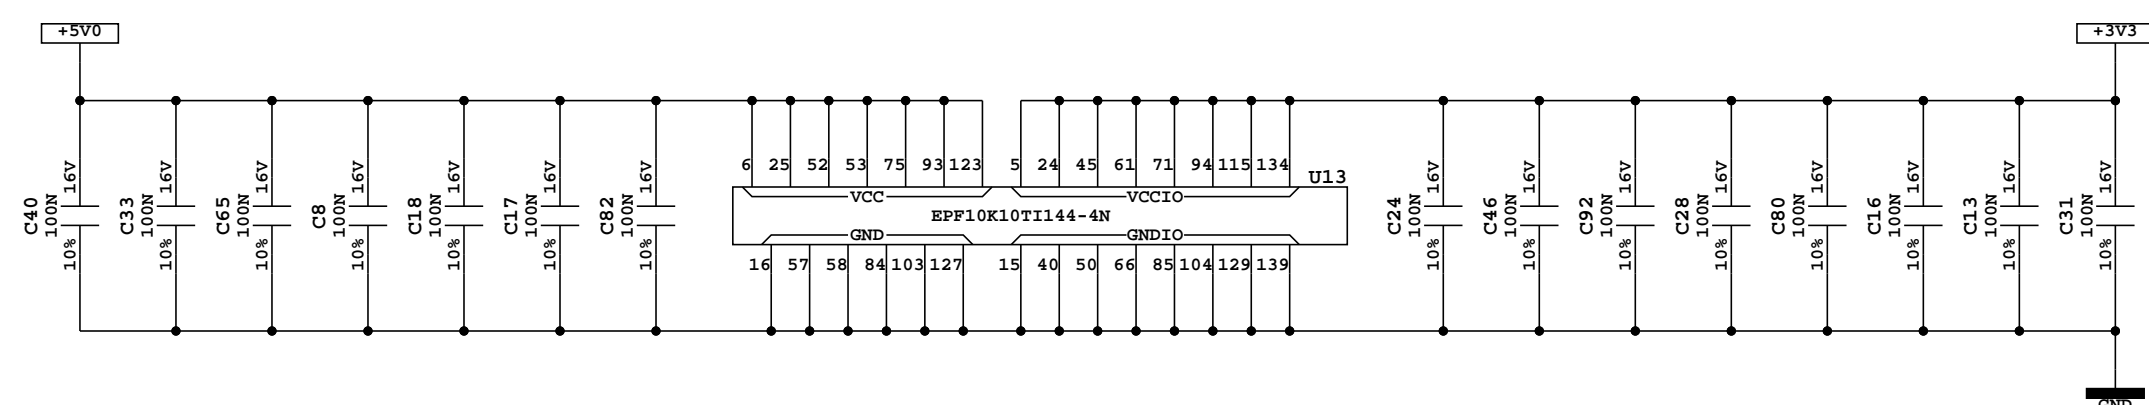 +5V0
+3V3
6 25 52 53 75 93 123 5 24 45 61 71 94 115 134
U13
VCC VCCIO
EPF10K10TI144-4N
GND GNDIO
16 57 58 84 103 127 15 40 50 66 85 104 129 139
C40 100N 16V 10%
C33 100N 16V 10%
C65 100N 16V 10%
C8 100N 16V 10%
C18 100N 16V 10%
C17 100N 16V 10%
C82 100N 16V 10%
C24 100N 16V 10%
C46 100N 16V 10%
C92 100N 16V 10%
C28 100N 16V 10%
C80 100N 16V 10%
C16 100N 16V 10%
C13 100N 16V 10%
C31 100N 16V 10%
GND